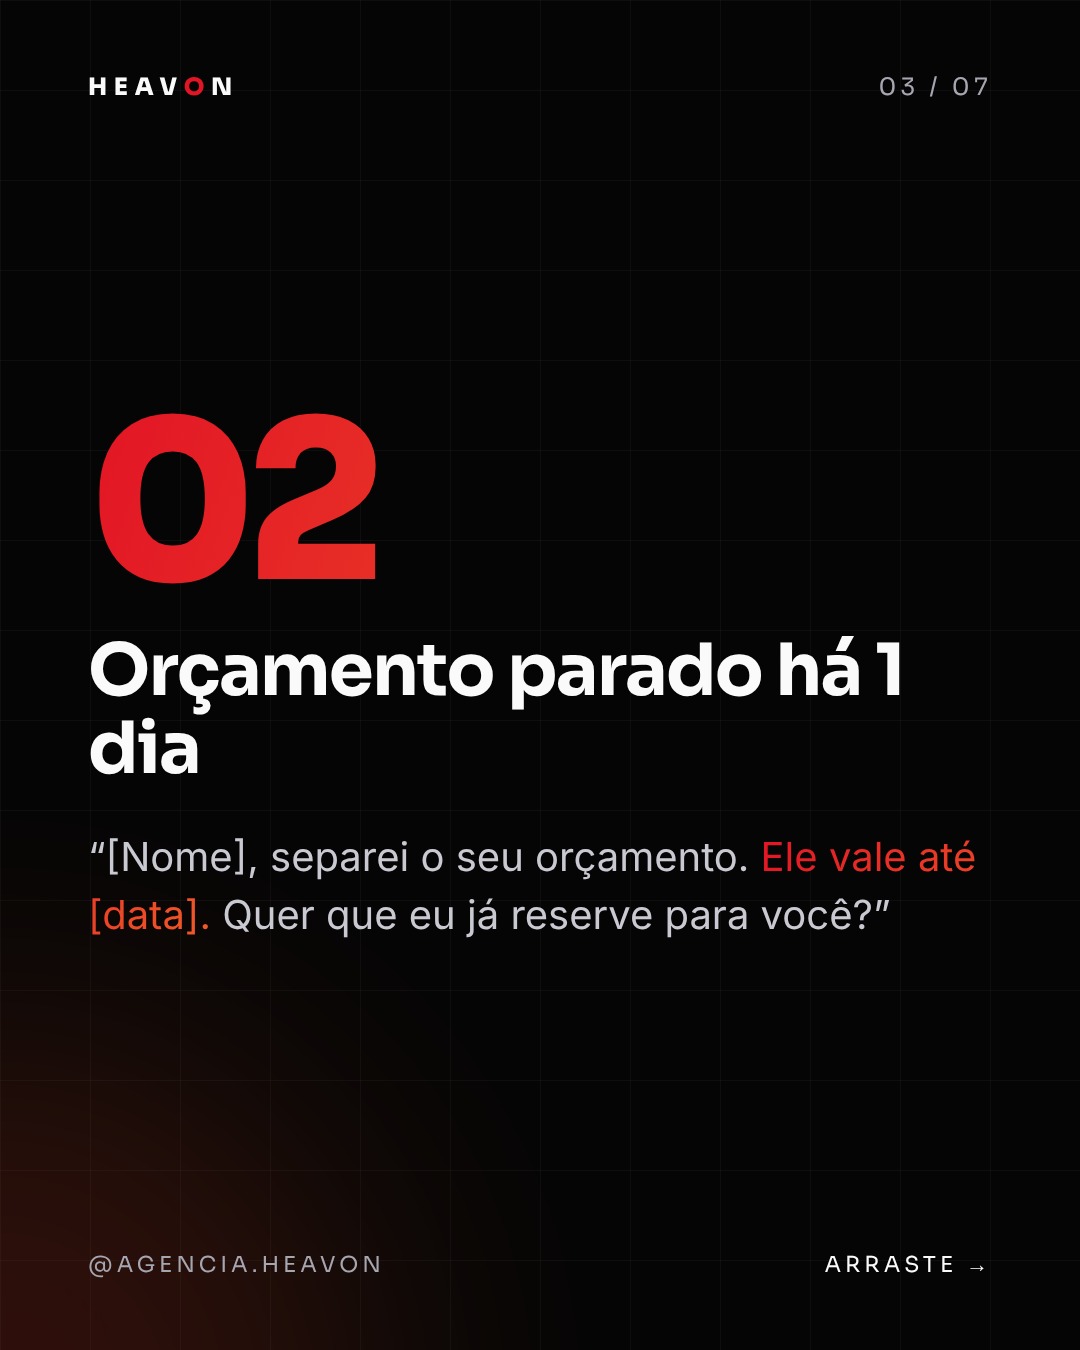 HEAVON
03 / 07
02
Orçamento parado há 1
dia
“[Nome], separei o seu orçamento. Ele vale até
[data]. Quer que eu já reserve para você?”
@AGENCIA.HEAVON
ARRASTE →